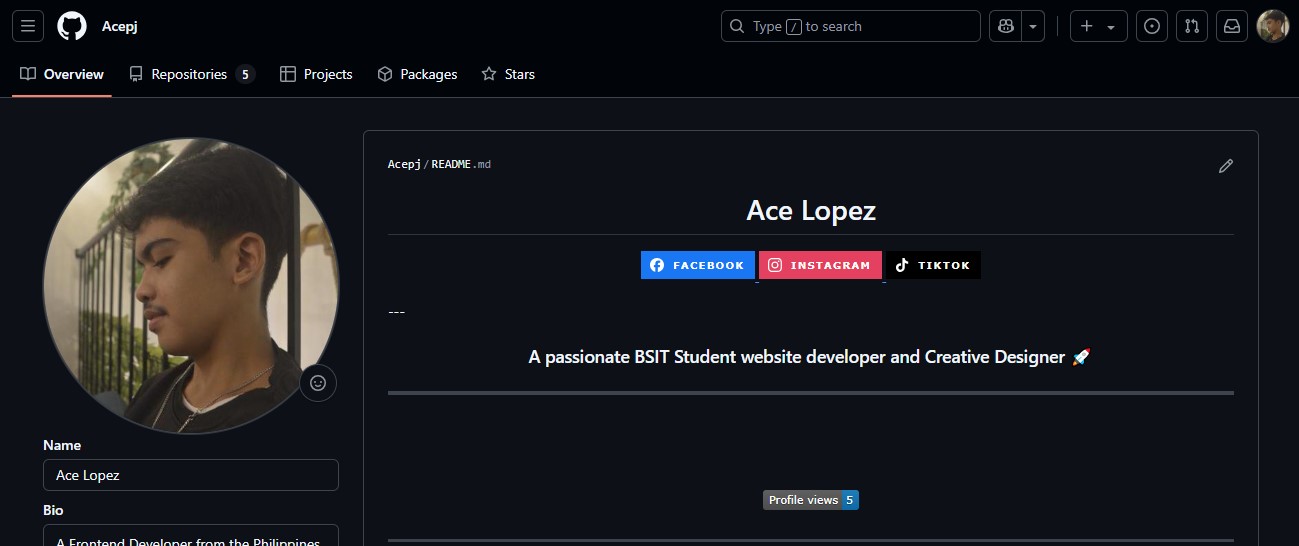 Acepj
Type / to search
Overview
Repositories 5
Projects
Packages
Stars
Acepj/README.md
Ace Lopez
FACEBOOK
INSTAGRAM
TIKTOK
---
A passionate BSIT Student website developer and Creative Designer 🚀
Profile views 5
Name
Ace Lopez
Bio
A Frontend Developer from the Philippines